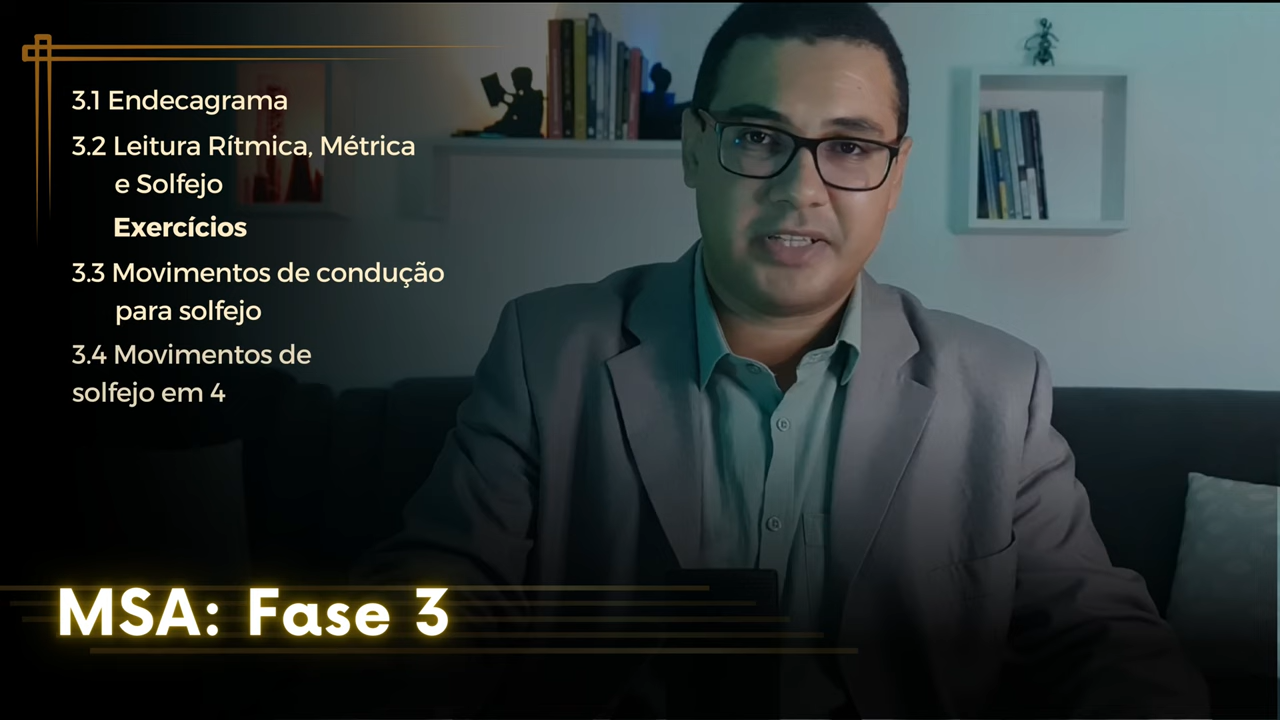 3.1 Endecagrama
3.2 Leitura Rítmica, Métrica
e Solfejo
Exercícios
3.3 Movimentos de condução
para solfejo
3.4 Movimentos de
solfejo em 4
MSA: Fase 3